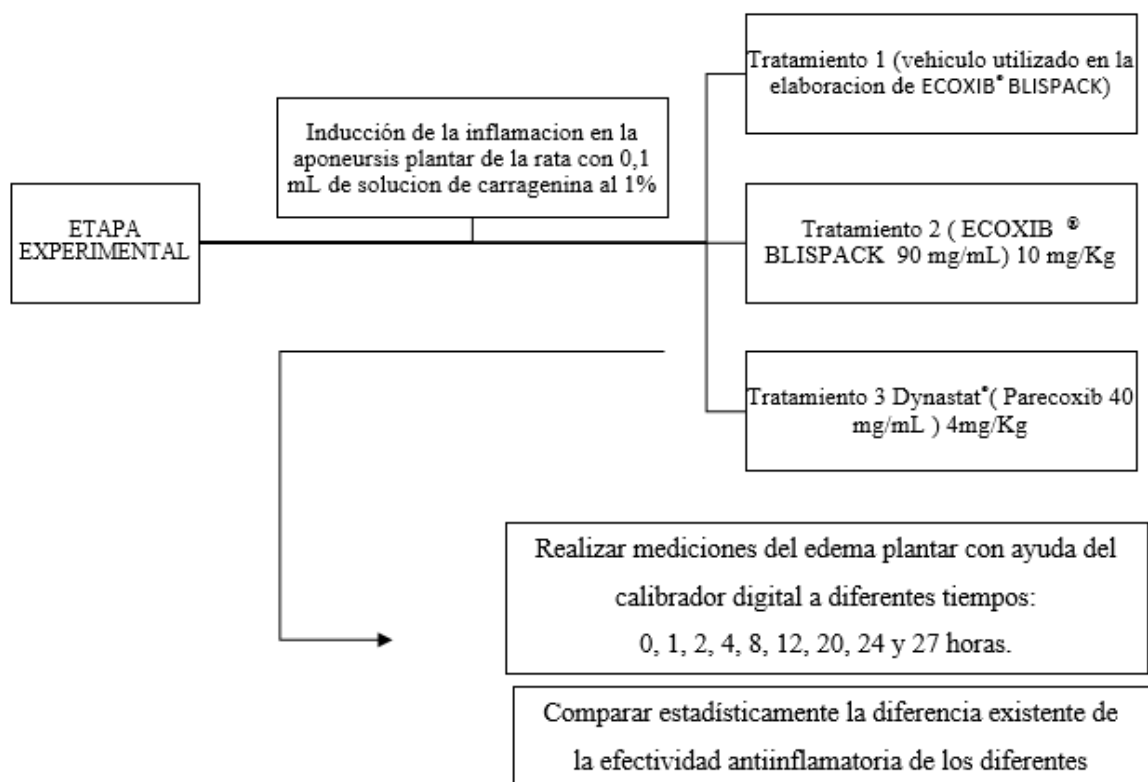 ETAPA
EXPERIMENTAL
Inducción de la inflamacion en la
aponeursis plantar de la rata con 0,1
mL de solucion de carragenina al 1%
Tratamiento 1 (vehiculo utilizado en la
elaboracion de ECOXIB® BLISPACK)
Tratamiento 2 ( ECOXIB ®
BLISPACK 90 mg/mL) 10 mg/Kg
Tratamiento 3 Dynastat®( Parecoxib 40
mg/mL ) 4mg/Kg
Realizar mediciones del edema plantar con ayuda del
calibrador digital a diferentes tiempos:
0, 1, 2, 4, 8, 12, 20, 24 y 27 horas.
Comparar estadísticamente la diferencia existente de
la efectividad antiinflamatoria de los diferentes